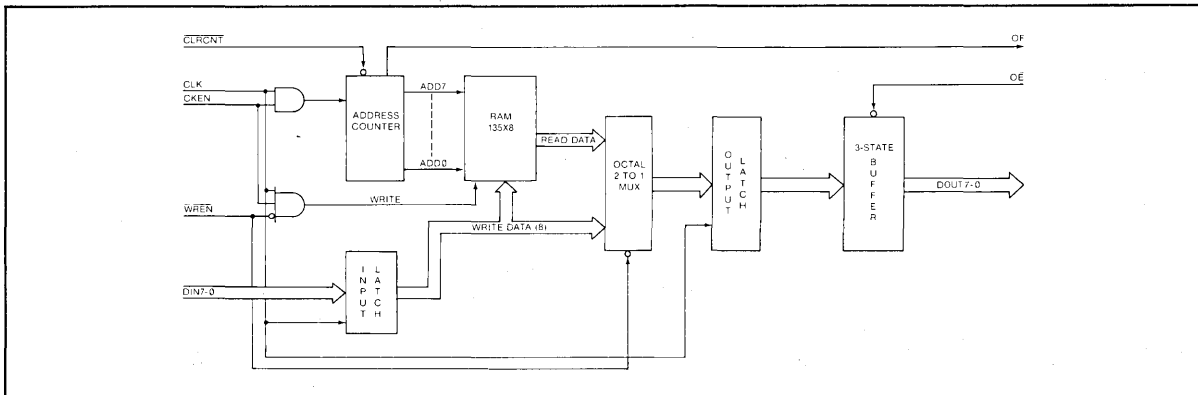 CLRCNT
OF
CLK
CKEN
OE
ADDRESS
COUNTER
ADD7
ADD0
RAM
135X8
READ DATA
OCTAL
2 TO 1
MUX
OUTPUT
LATCH
3-STATE
BUFFER
DOUT7-0
WRITE
WREN
WRITE DATA (8)
DIN7-0
INPUT
LATCH